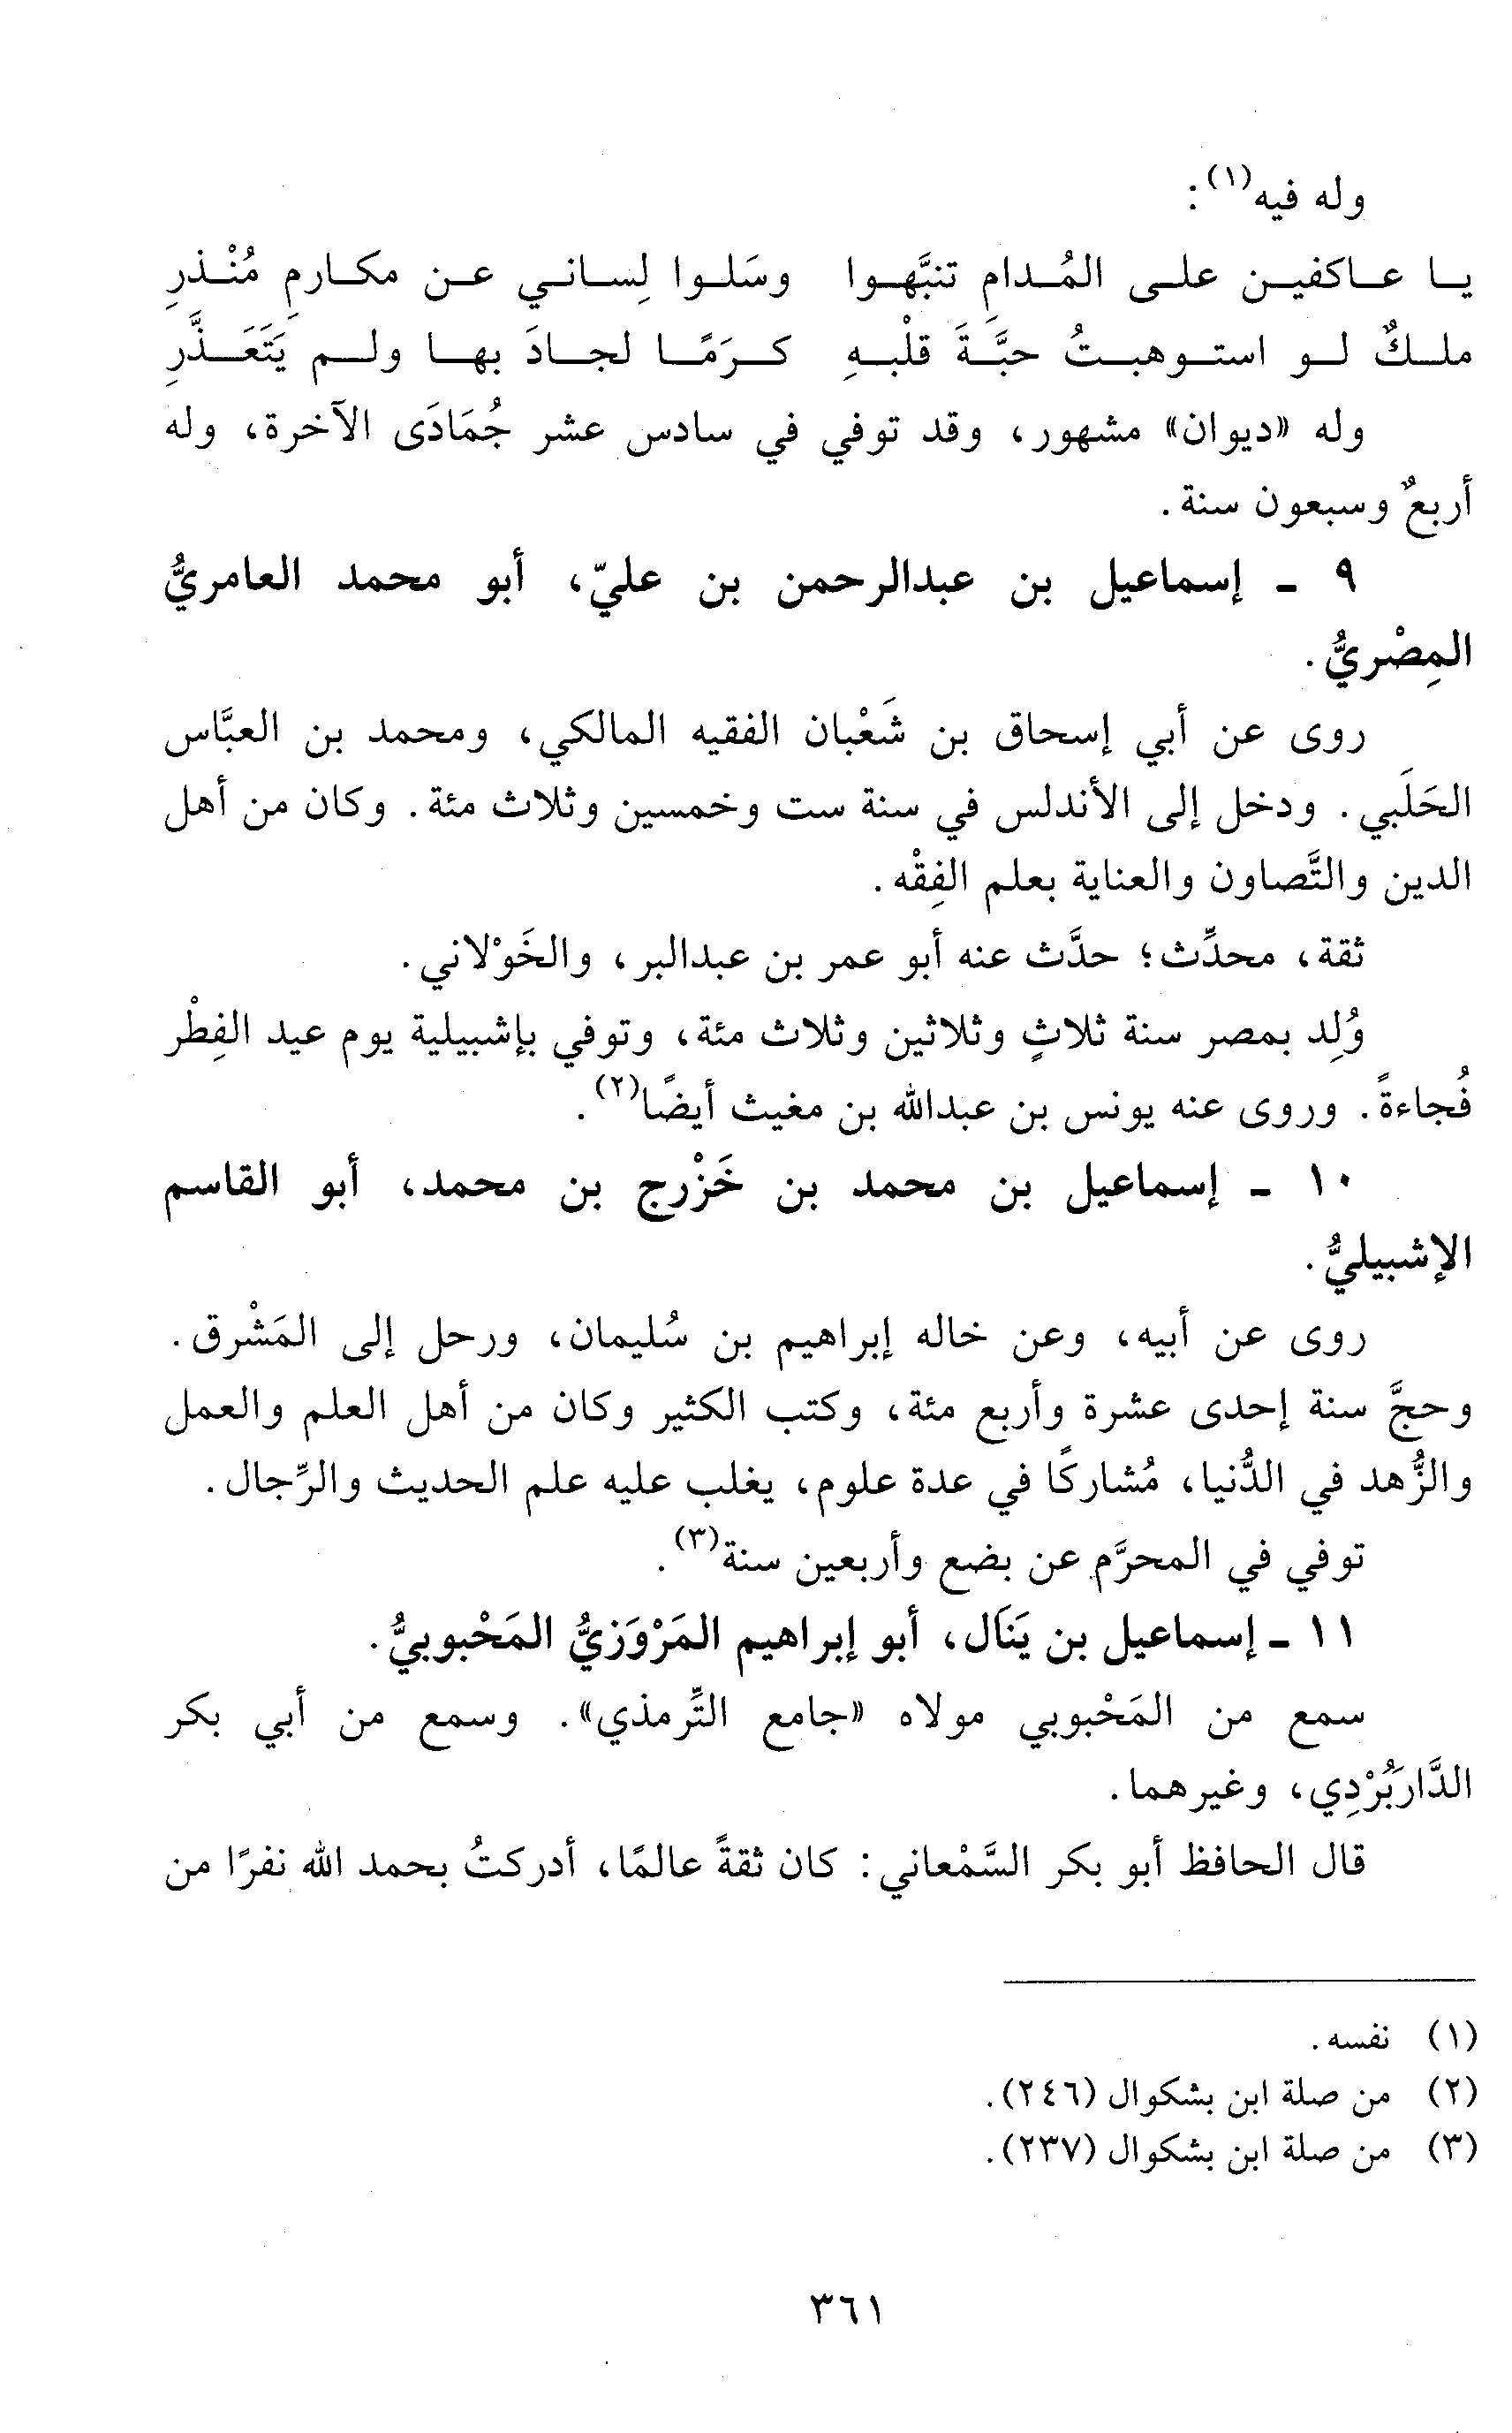 وله فيه(١):
يا عاكفين على المُدامِ تنبَّهوا وسَلوا لِساني عن مكارمِ مُنْذرِ
ملكٌ لو استوهبتُ حبَّةَ قلْبهِ كرَمًا لجادَ بها ولم يَتَعَذَّرِ
وله «ديوان» مشهور، وقد توفي في سادس عشر جُمَادَى الآخرة، وله
أربعٌ وسبعون سنة.
٩ - إسماعيل بن عبدالرحمن بن عليّ، أبو محمد العامريُّ
المِصْريُّ.
روى عن أبي إسحاق بن شَعْبان الفقيه المالكي، ومحمد بن العبَّاس
الحَلَبي. ودخل إلى الأندلس في سنة ست وخمسين وثلاث مئة. وكان من أهل
الدين والتَّصاون والعناية بعلم الفِقْه.
ثقة، محدِّث؛ حدَّث عنه أبو عمر بن عبدالبر، والخَوْلاني.
وُلِد بمصر سنة ثلاثٍ وثلاثين وثلاث مئة، وتوفي بإشبيلية يوم عيد الفِطْر
فُجاءةً. وروى عنه يونس بن عبدالله بن مغيث أيضًا(٢).
١٠ - إسماعيل بن محمد بن خَزْرج بن محمد، أبو القاسم
الإشبيليُّ.
روى عن أبيه، وعن خاله إبراهيم بن سُليمان، ورحل إلى المَشْرق.
وحجَّ سنة إحدى عشرة وأربع مئة، وكتب الكثير وكان من أهل العلم والعمل
والزُّهد في الدُّنيا، مُشاركًا في عدة علوم، يغلب عليه علم الحديث والرِّجال.
توفي في المحرَّم عن بضع وأربعين سنة(٣).
١١ - إسماعيل بن يَنَال، أبو إبراهيم المَرْوَزيُّ المَحْبوبيُّ.
سمع من المَحْبوبي مولاه «جامع التِّرمذي». وسمع من أبي بكر
الدَّاربُرْدِي، وغيرهما.
قال الحافظ أبو بكر السَّمْعاني: كان ثقةً عالمًا، أدركتُ بحمد الله نفرًا من
(١) نفسه.
(٢) من صلة ابن بشكوال (٢٤٦).
(٣) من صلة ابن بشكوال (٢٣٧).
٣٦١